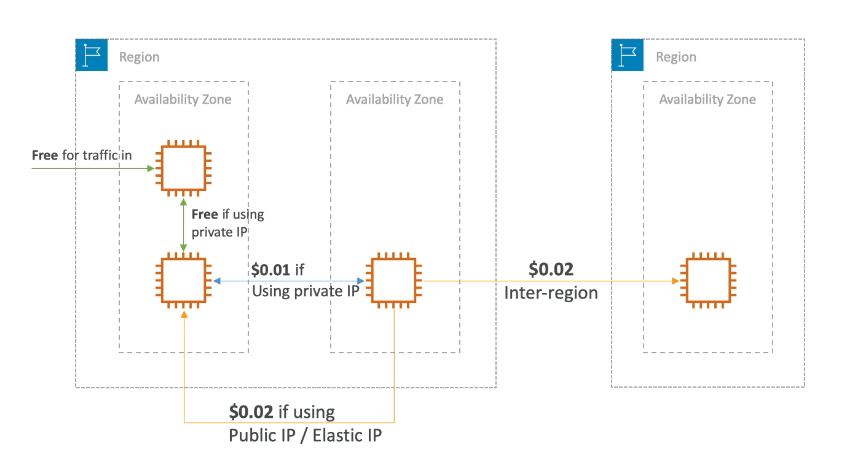 Region
Region
Availability Zone
Availability Zone
Availability Zone
Free for traffic in
Free if using
private IP
$0.01 if
Using private IP
$0.02
Inter-region
$0.02 if using
Public IP / Elastic IP